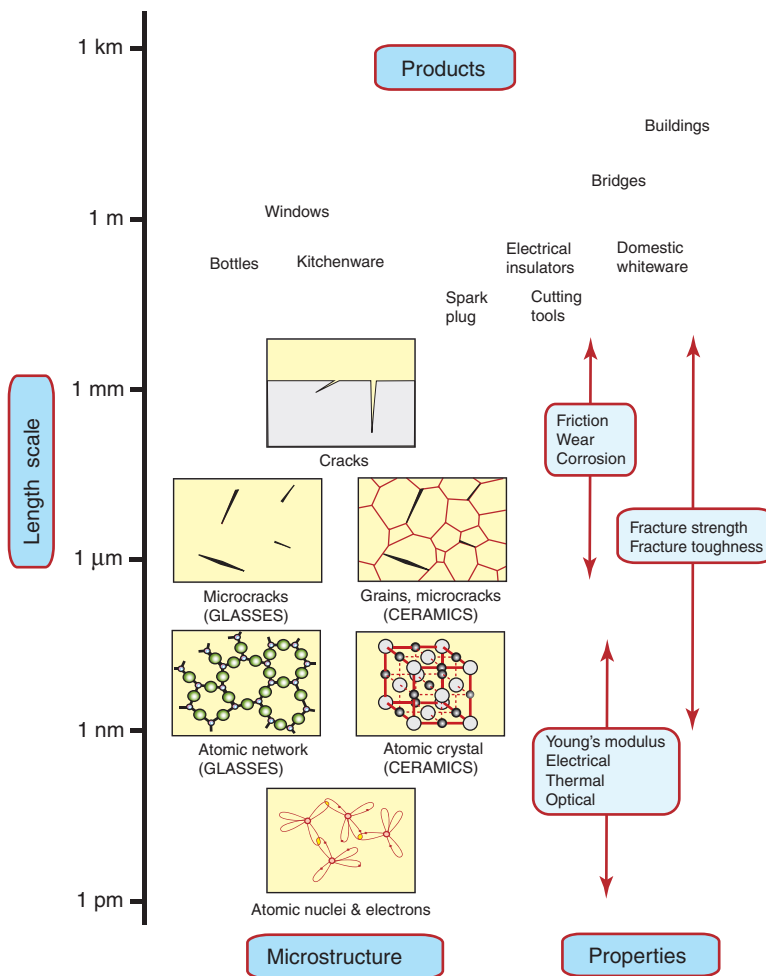 1 km
Products
Buildings
Bridges
1 m
Windows
Bottles
Kitchenware
Electrical
insulators
Domestic
whiteware
Spark
plug
Cutting
tools
Length scale
1 mm
Cracks
Friction
Wear
Corrosion
1 µm
Microcracks
(GLASSES)
Grains, microcracks
(CERAMICS)
Fracture strength
Fracture toughness
1 nm
Atomic network
(GLASSES)
Atomic crystal
(CERAMICS)
Young's modulus
Electrical
Thermal
Optical
1 pm
Atomic nuclei & electrons
Microstructure
Properties